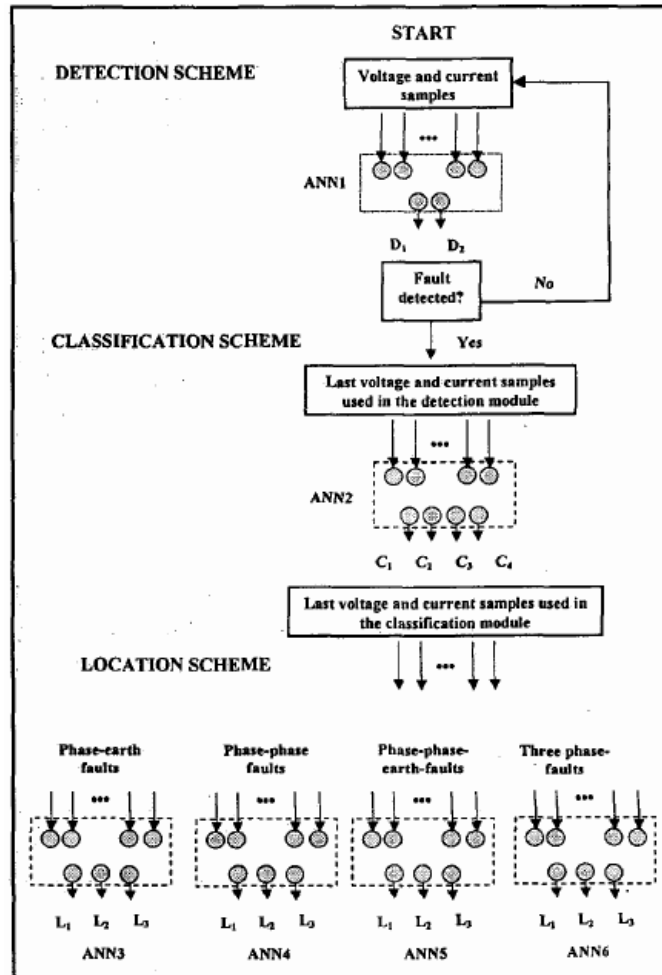 START
DETECTION SCHEME
Voltage and current
samples
...
ANN1
D₁ D₂
Fault
detected?
No
Yes
CLASSIFICATION SCHEME
Last voltage and current samples
used in the detection module
...
ANN2
C₁ C₂ C₃ C₄
Last voltage and current samples used in
the classification module
...
LOCATION SCHEME
Phase-earth
faults
...
L₁ L₂ L₃
ANN3
Phase-phase
faults
...
L₁ L₂ L₃
ANN4
Phase-phase-
earth-faults
...
L₁ L₂ L₃
ANN5
Three phase-
faults
...
L₁ L₂ L₃
ANN6